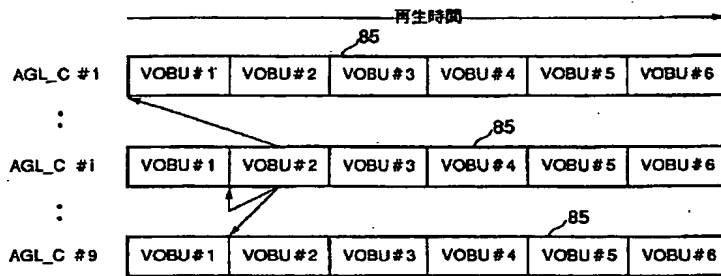 再生時間
85
AGL_C #1 VOBU#1 VOBU#2 VOBU#3 VOBU#4 VOBU#5 VOBU#6
85
AGL_C #i VOBU#1 VOBU#2 VOBU#3 VOBU#4 VOBU#5 VOBU#6
85
AGL_C #9 VOBU#1 VOBU#2 VOBU#3 VOBU#4 VOBU#5 VOBU#6